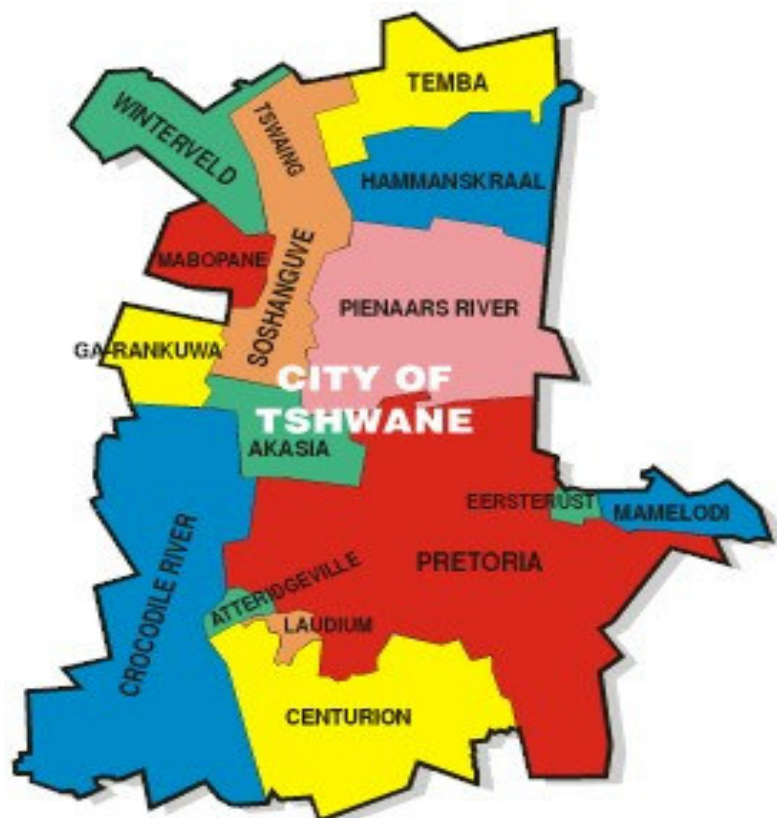 TEMBA
WINTERVELD
TSWAING
HAMMANSKRAAL
MABOPANE
SOSHANGUVE
PIENAARS RIVER
GA-RANKUWA
CITY OF
TSHWANE
AKASIA
EERSTERUST
MAMELODI
CROCODILE RIVER
ATTERIDGEVILLE
PRETORIA
LAUDIUM
CENTURION